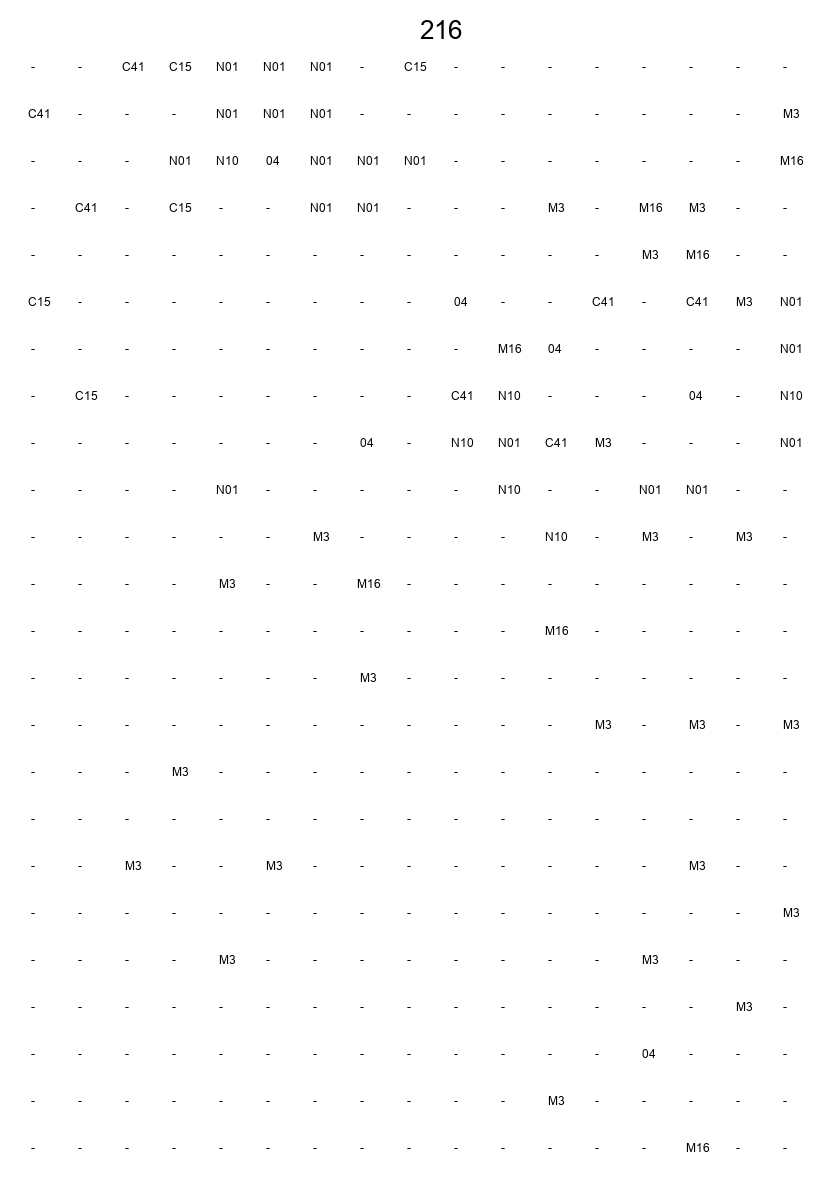 216
- - C41 C15 N01 N01 N01 - C15 - - - - - - - -
C41 - - - N01 N01 N01 - - - - - - - - - M3
- - - N01 N10 04 N01 N01 N01 - - - - - - - M16
- C41 - C15 - - N01 N01 - - - M3 - M16 M3 - -
- - - - - - - - - - - - - M3 M16 - -
C15 - - - - - - - - 04 - - C41 - C41 M3 N01
- - - - - - - - - - M16 04 - - - - N01
- C15 - - - - - - - C41 N10 - - - 04 - N10
- - - - - - - 04 - N10 N01 C41 M3 - - - N01
- - - - N01 - - - - - N10 - - N01 N01 - -
- - - - - - M3 - - - - N10 - M3 - M3 -
- - - - M3 - - M16 - - - - - - - - -
- - - - - - - - - - - M16 - - - - -
- - - - - - - M3 - - - - - - - - -
- - - - - - - - - - - - M3 - M3 - M3
- - - M3 - - - - - - - - - - - - -
- - - - - - - - - - - - - - - - -
- - M3 - - M3 - - - - - - - - M3 - -
- - - - - - - - - - - - - - - - M3
- - - - M3 - - - - - - - - M3 - - -
- - - - - - - - - - - - - - - M3 -
- - - - - - - - - - - - - 04 - - -
- - - - - - - - - - - M3 - - - - -
- - - - - - - - - - - - - - M16 - -